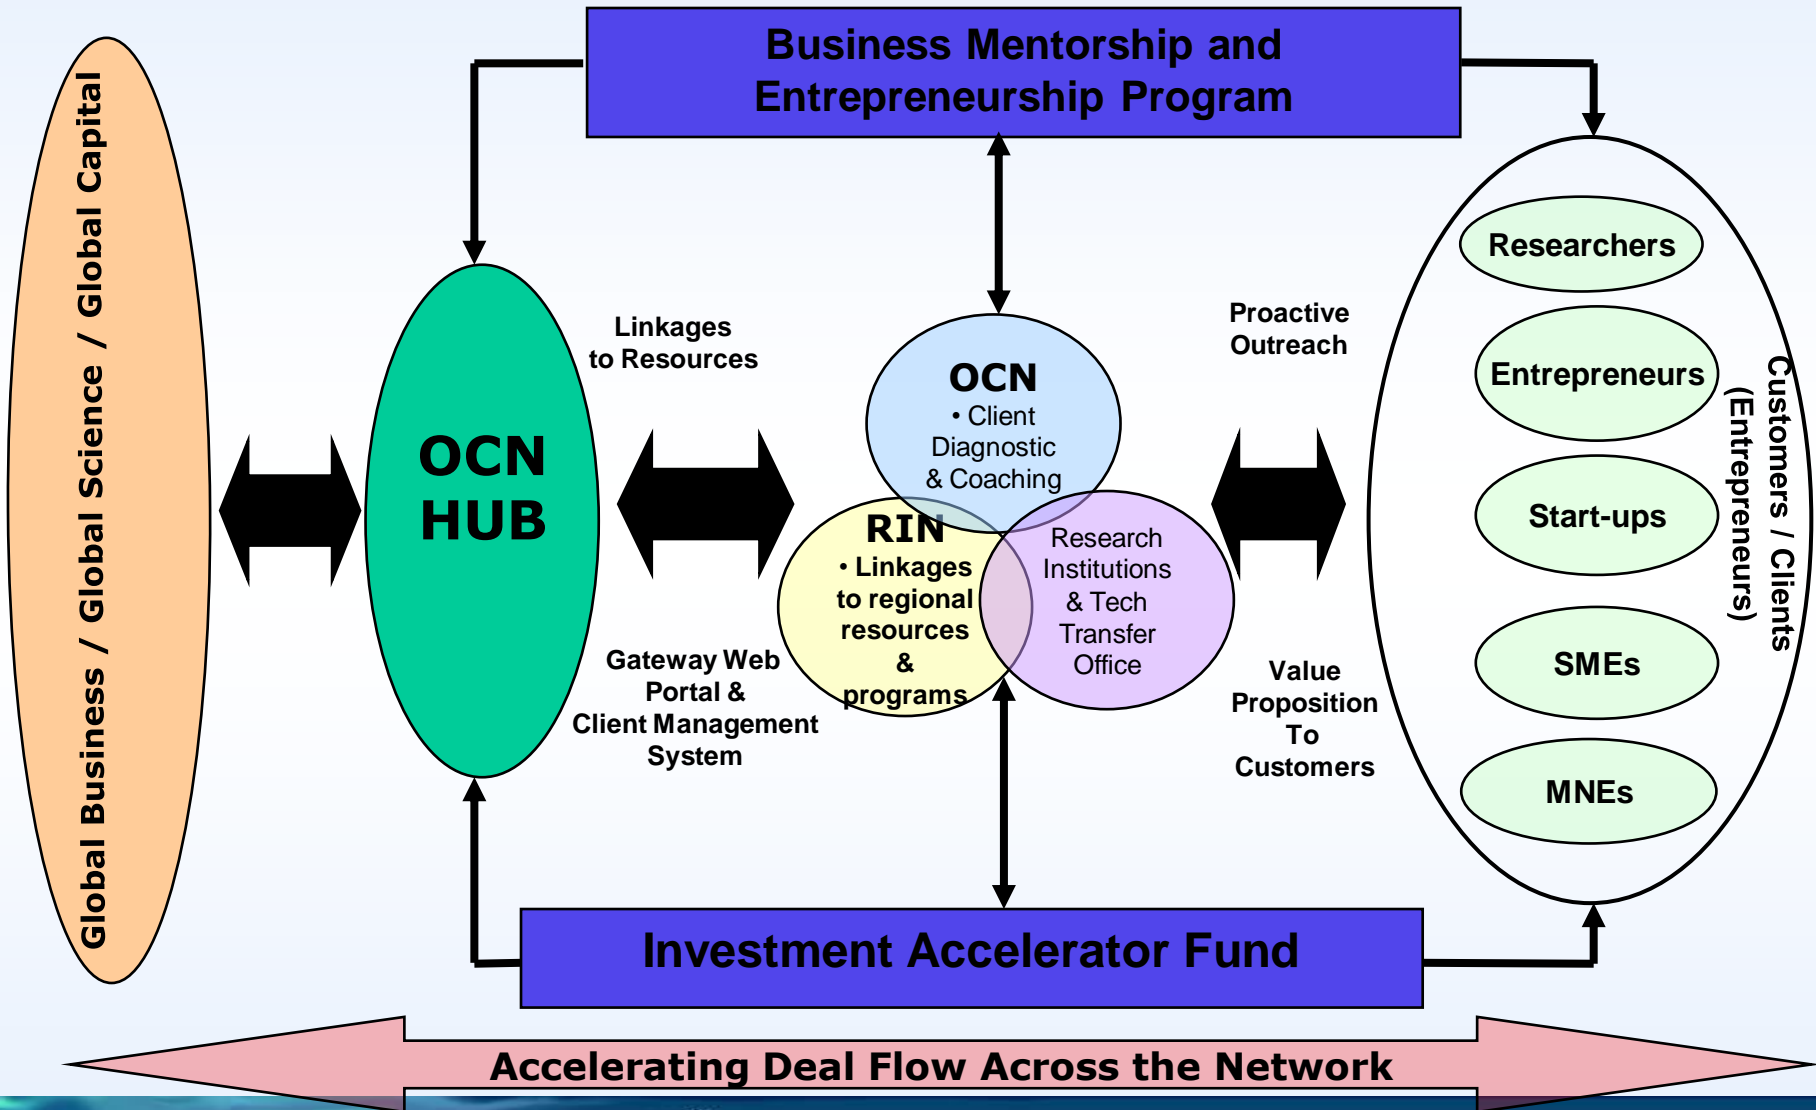 Business Mentorship and
Entrepreneurship Program
Global Business / Global Science / Global Capital
OCN
HUB
Linkages
to Resources
Gateway Web
Portal &
Client Management
System
OCN
• Client
Diagnostic
& Coaching
RIN
• Linkages
to regional
resources
&
programs
Research
Institutions
& Tech
Transfer
Office
Proactive
Outreach
Value
Proposition
To
Customers
Researchers
Entrepreneurs
Start-ups
SMEs
MNEs
Customers / Clients
(Entrepreneurs)
Investment Accelerator Fund
Accelerating Deal Flow Across the Network